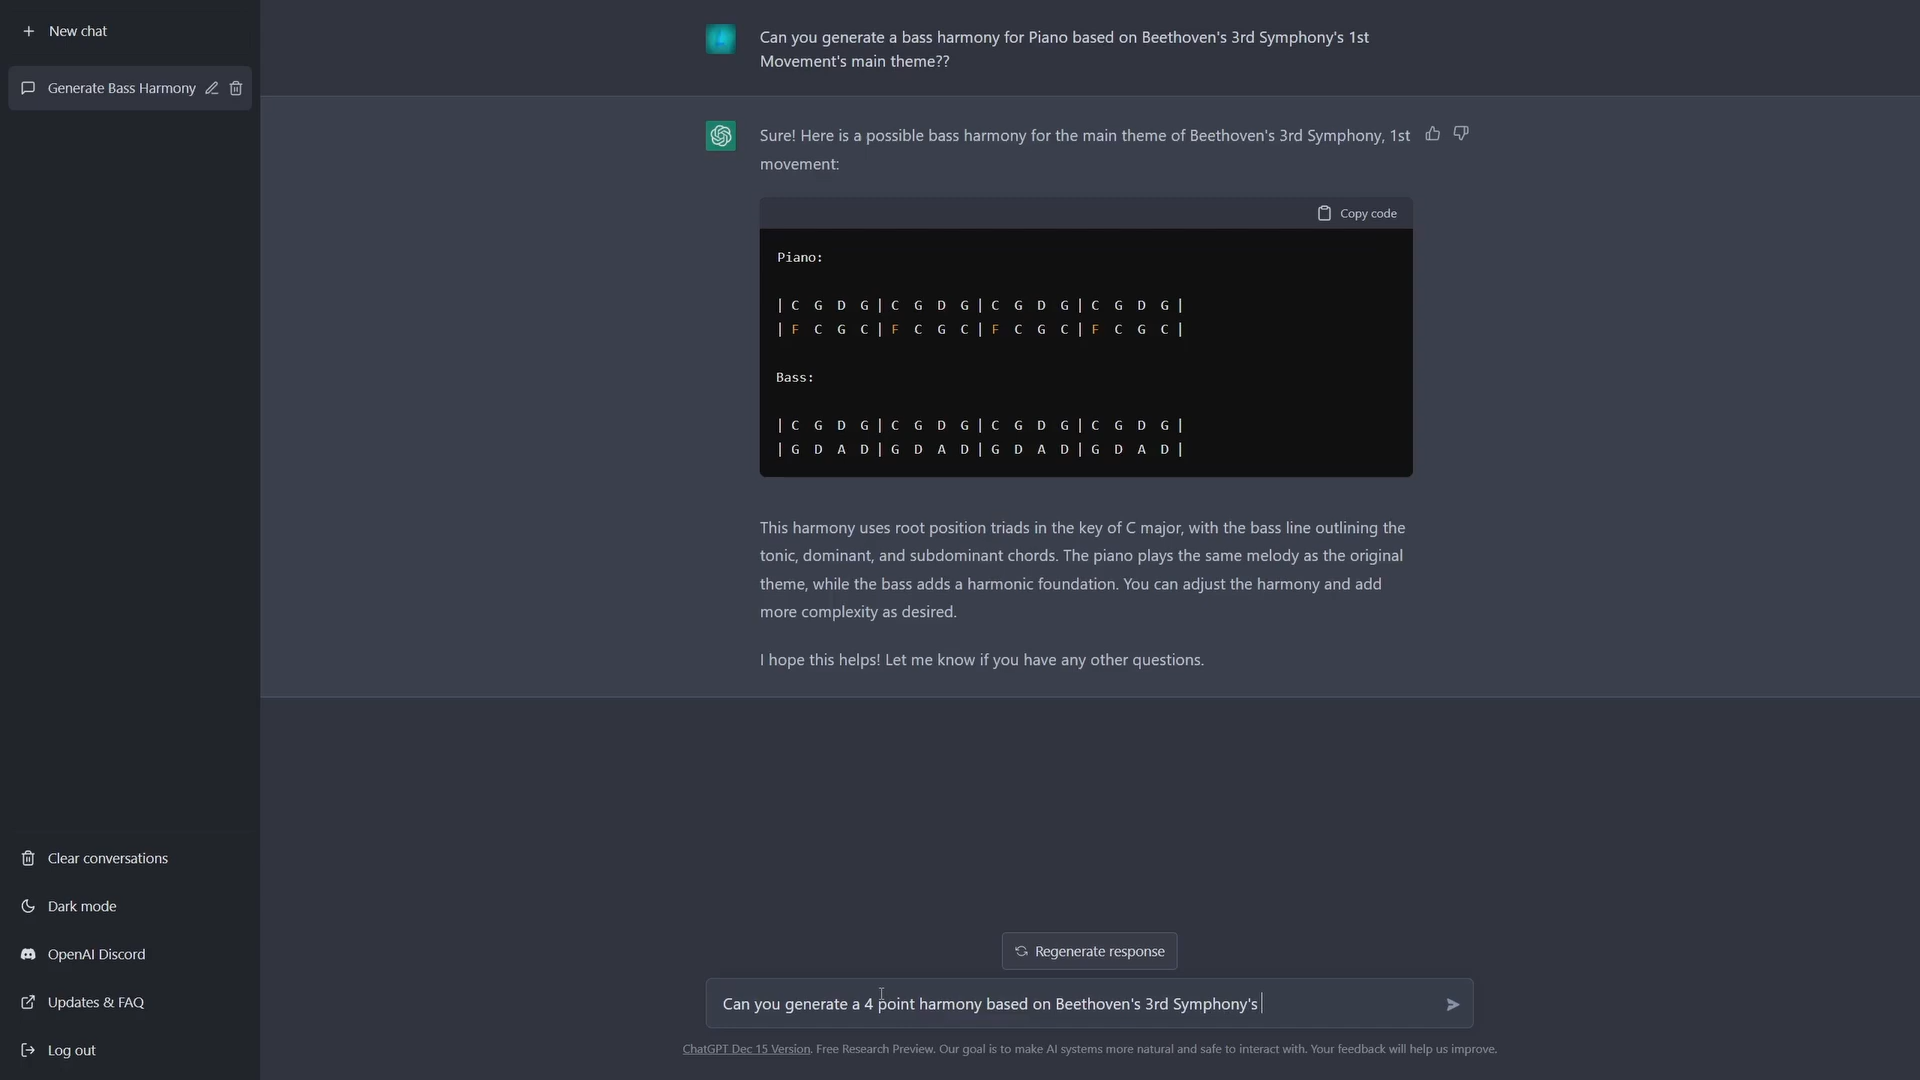 New chat
Generate Bass Harmony
Clear conversations
Dark mode
OpenAI Discord
Updates & FAQ
Log out
Can you generate a bass harmony for Piano based on Beethoven's 3rd Symphony's 1st
Movement's main theme??
Sure! Here is a possible bass harmony for the main theme of Beethoven's 3rd Symphony, 1st
movement:
Copy code
Piano:
| C G D G | C G D G | C G D G | C G D G |
| F C G C | F C G C | F C G C | F C G C |
Bass:
| C G D G | C G D G | C G D G | C G D G |
| G D A D | G D A D | G D A D | G D A D |
This harmony uses root position triads in the key of C major, with the bass line outlining the
tonic, dominant, and subdominant chords. The piano plays the same melody as the original
theme, while the bass adds a harmonic foundation. You can adjust the harmony and add
more complexity as desired.
I hope this helps! Let me know if you have any other questions.
Regenerate response
Can you generate a 4 point harmony based on Beethoven's 3rd Symphony's
ChatGPT Dec 15 Version. Free Research Preview. Our goal is to make AI systems more natural and safe to interact with. Your feedback will help us improve.